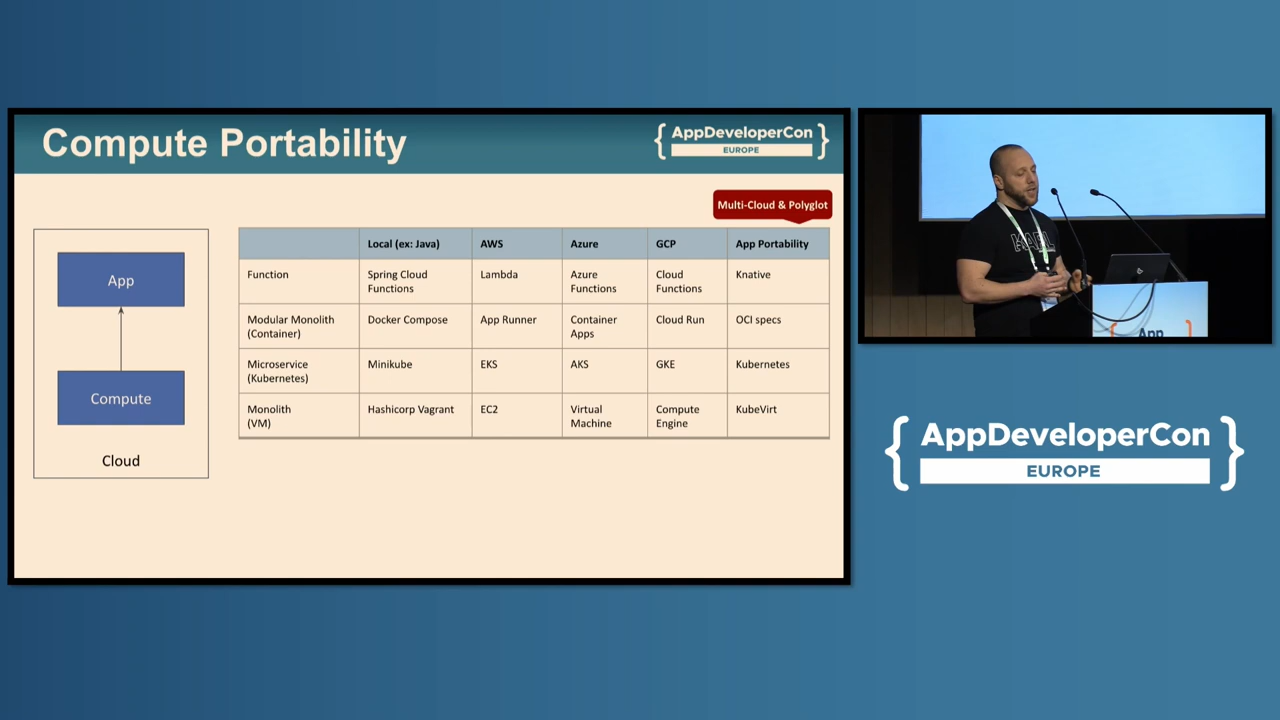 Compute Portability
{ AppDeveloperCon }
EUROPE
Multi-Cloud & Polyglot
App
Compute
Cloud
Local (ex: Java) AWS Azure GCP App Portability
Function Spring Cloud Functions Lambda Azure Functions Cloud Functions Knative
Modular Monolith (Container) Docker Compose App Runner Container Apps Cloud Run OCI specs
Microservice (Kubernetes) Minikube EKS AKS GKE Kubernetes
Monolith (VM) Hashicorp Vagrant EC2 Virtual Machine Compute Engine KubeVirt
{ App }
{ AppDeveloperCon }
EUROPE